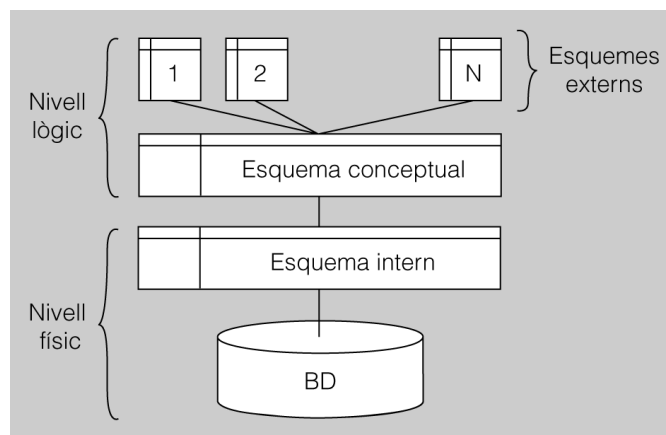 1
2
N
Esquemes
externs
Nivell
lògic
Esquema conceptual
Esquema intern
Nivell
físic
BD